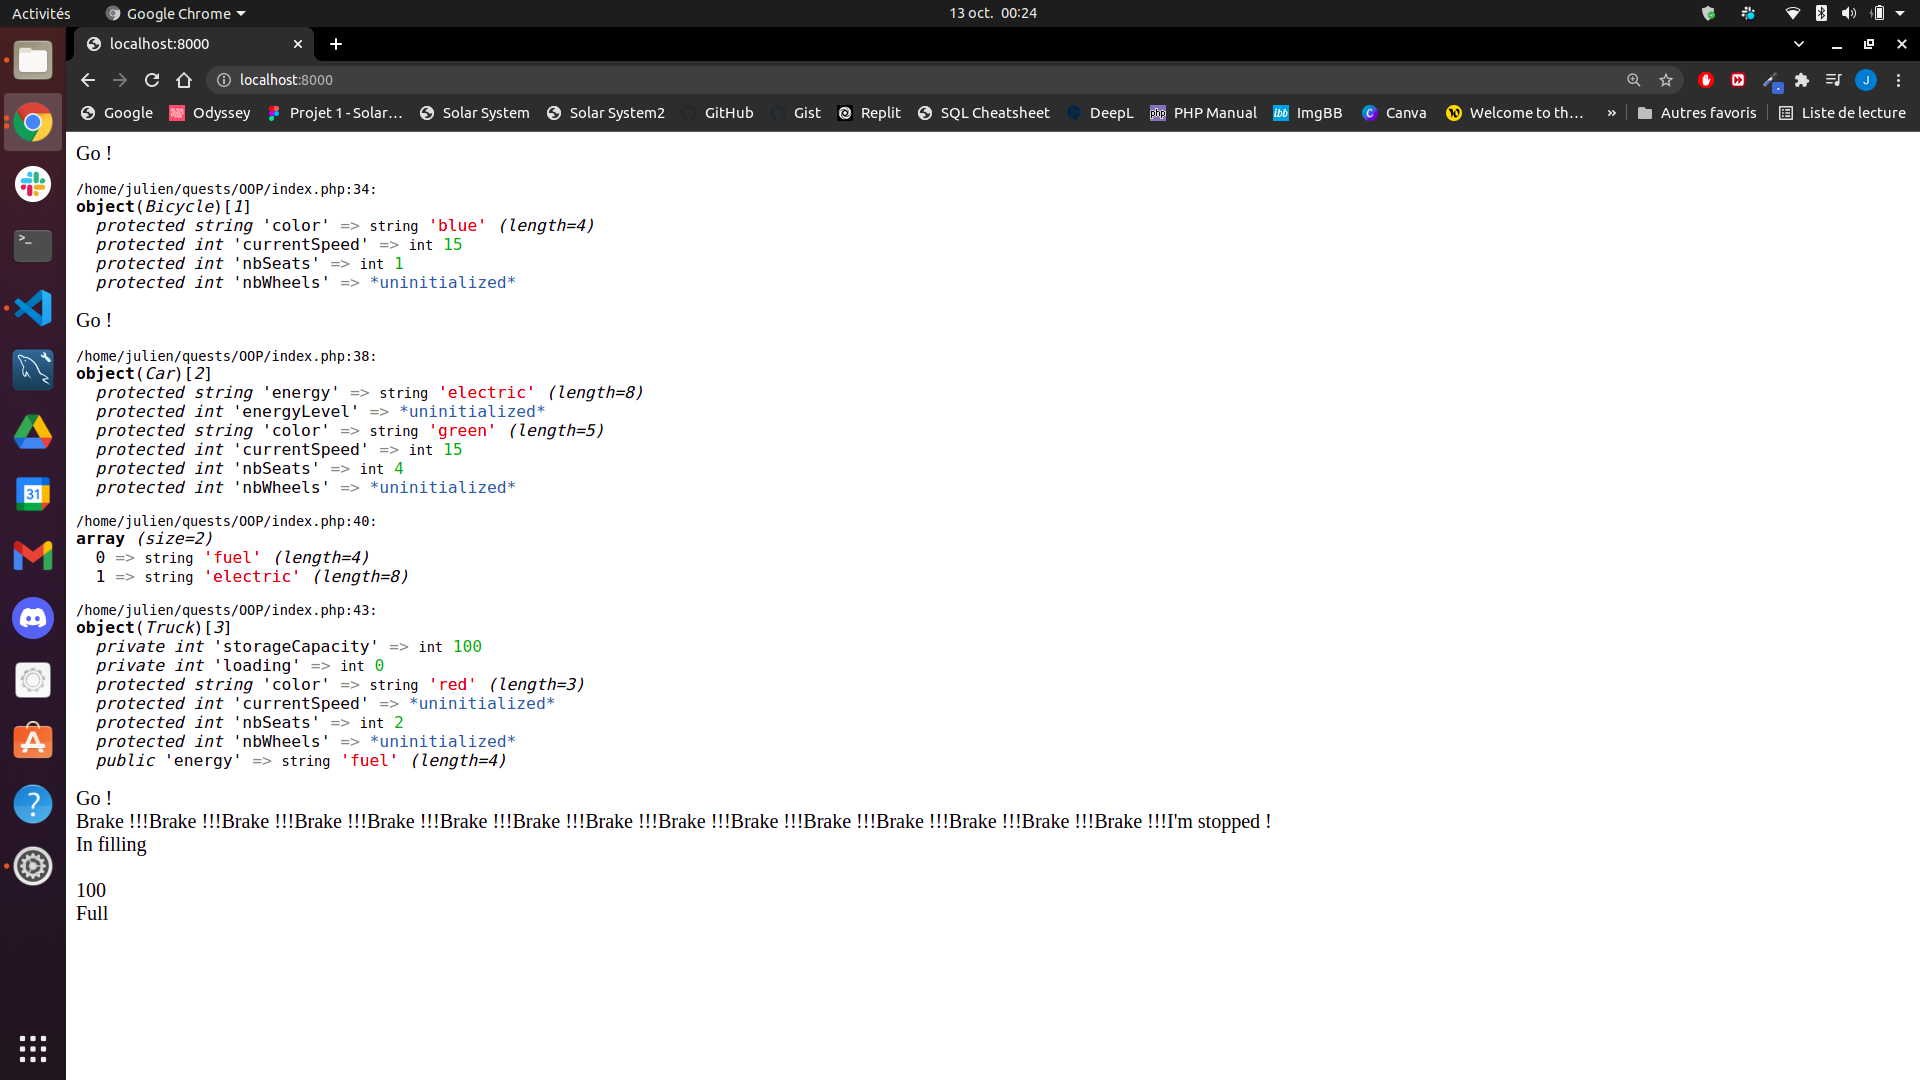 Activités
Google Chrome
13 oct. 00:24
localhost:8000
localhost:8000
J
Google
Odyssey
Projet 1 - Solar…
Solar System
Solar System2
GitHub
Gist
Replit
SQL Cheatsheet
DeepL
php PHP Manual
ibb ImgBB
C Canva
Welcome to th…
»
Autres favoris
Liste de lecture
31
Go !
/home/julien/quests/OOP/index.php:34:
object(Bicycle)[1]
protected string 'color' => string 'blue' (length=4)
protected int 'currentSpeed' => int 15
protected int 'nbSeats' => int 1
protected int 'nbWheels' => *uninitialized*
Go !
/home/julien/quests/OOP/index.php:38:
object(Car)[2]
protected string 'energy' => string 'electric' (length=8)
protected int 'energyLevel' => *uninitialized*
protected string 'color' => string 'green' (length=5)
protected int 'currentSpeed' => int 15
protected int 'nbSeats' => int 4
protected int 'nbWheels' => *uninitialized*
/home/julien/quests/OOP/index.php:40:
array (size=2)
0 => string 'fuel' (length=4)
1 => string 'electric' (length=8)
/home/julien/quests/OOP/index.php:43:
object(Truck)[3]
private int 'storageCapacity' => int 100
private int 'loading' => int 0
protected string 'color' => string 'red' (length=3)
protected int 'currentSpeed' => *uninitialized*
protected int 'nbSeats' => int 2
protected int 'nbWheels' => *uninitialized*
public 'energy' => string 'fuel' (length=4)
Go !
Brake !!!Brake !!!Brake !!!Brake !!!Brake !!!Brake !!!Brake !!!Brake !!!Brake !!!Brake !!!Brake !!!Brake !!!Brake !!!Brake !!!Brake !!!I'm stopped !
In filling
100
Full